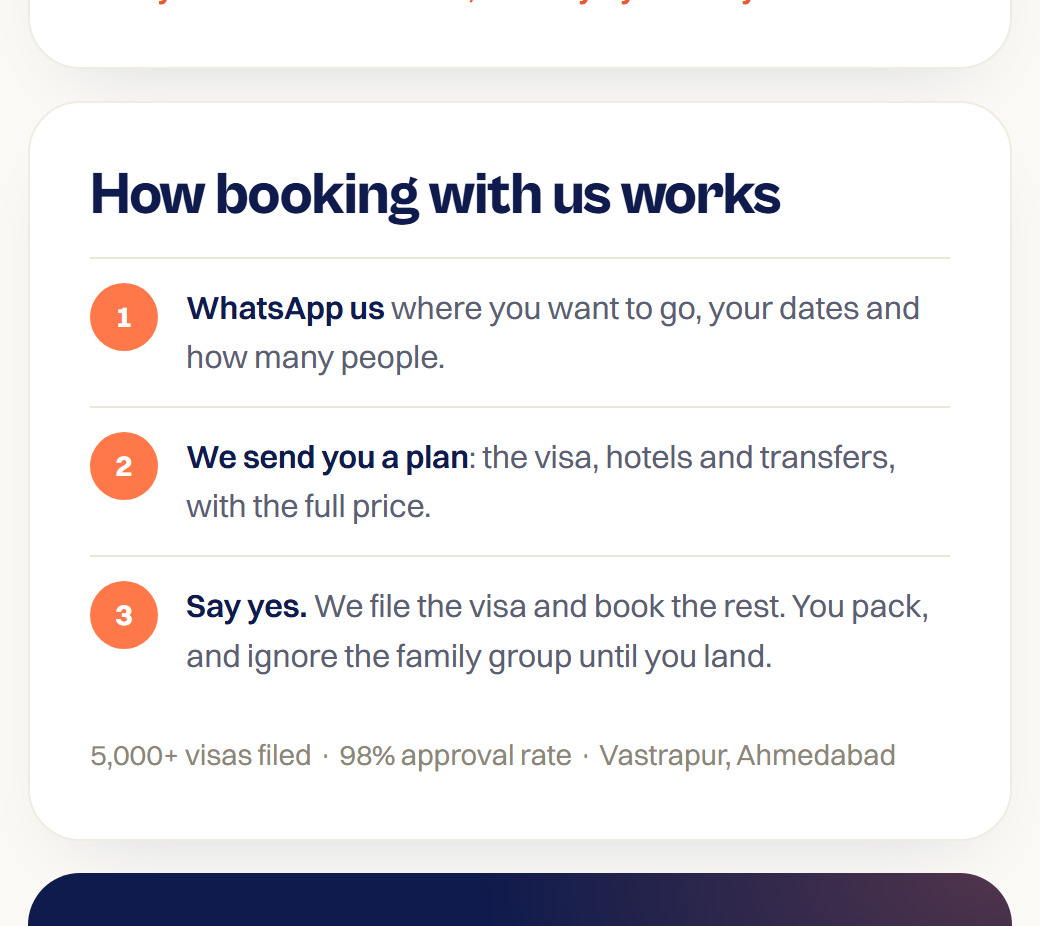 How booking with us works
1
WhatsApp us where you want to go, your dates and
how many people.
2
We send you a plan: the visa, hotels and transfers,
with the full price.
3
Say yes. We file the visa and book the rest. You pack,
and ignore the family group until you land.
5,000+ visas filed · 98% approval rate · Vastrapur, Ahmedabad